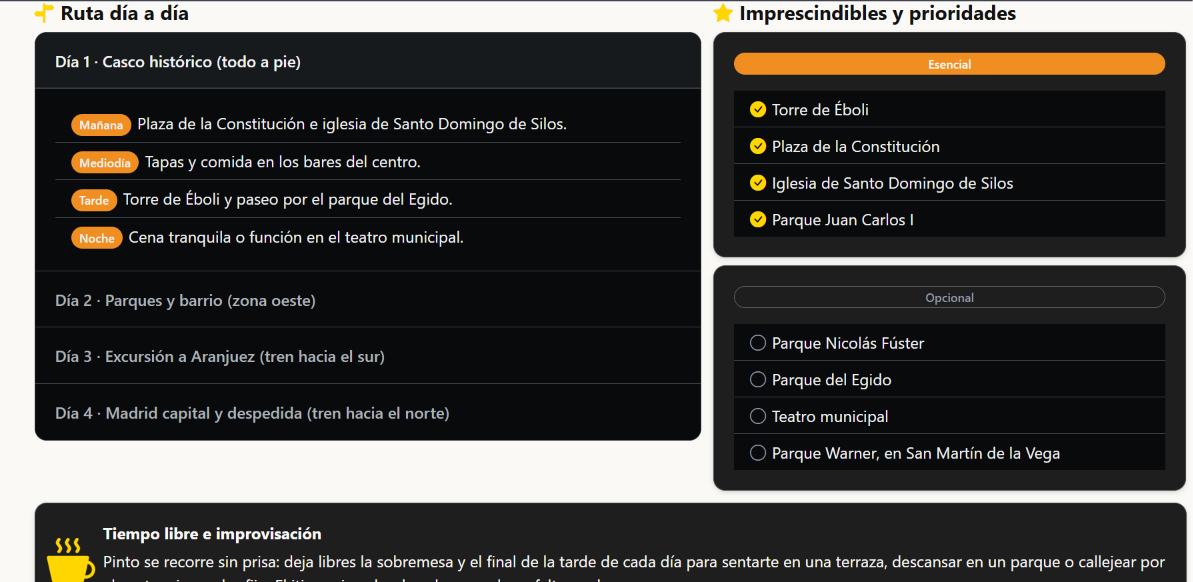 Ruta día a día
Día 1 · Casco histórico (todo a pie)
Mañana Plaza de la Constitución e iglesia de Santo Domingo de Silos.
Mediodía Tapas y comida en los bares del centro.
Tarde Torre de Éboli y paseo por el parque del Egido.
Noche Cena tranquila o función en el teatro municipal.
Día 2 · Parques y barrio (zona oeste)
Día 3 · Excursión a Aranjuez (tren hacia el sur)
Día 4 · Madrid capital y despedida (tren hacia el norte)
Imprescindibles y prioridades
Esencial
Torre de Éboli
Plaza de la Constitución
Iglesia de Santo Domingo de Silos
Parque Juan Carlos I
Opcional
Parque Nicolás Fúster
Parque del Egido
Teatro municipal
Parque Warner, en San Martín de la Vega
Tiempo libre e improvisación
Pinto se recorre sin prisa: deja libres la sobremesa y el final de la tarde de cada día para sentarte en una terraza, descansar en un parque o callejear por